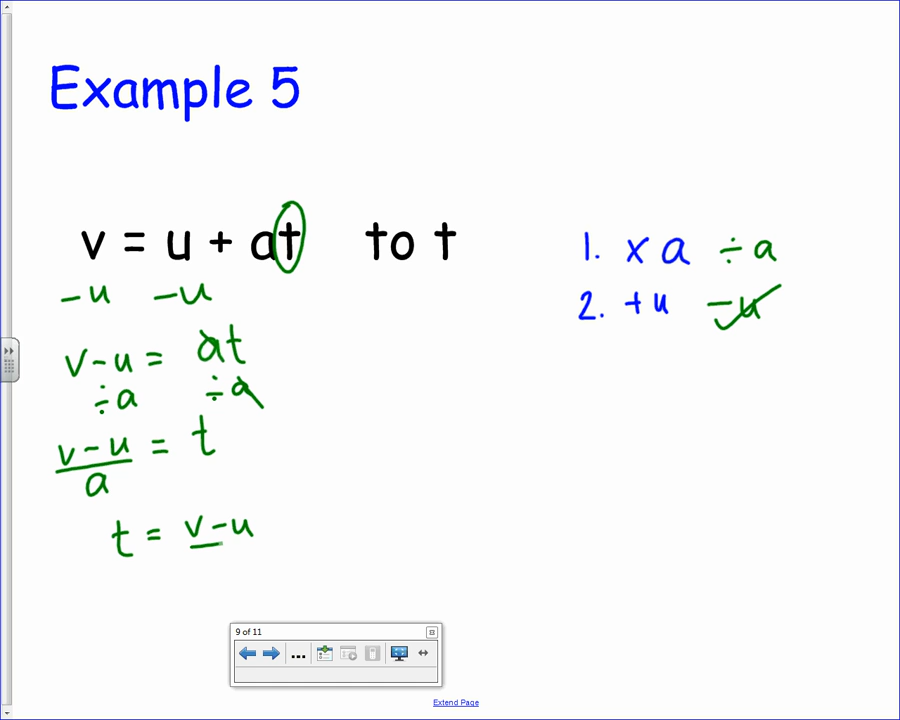 Example 5
v = u + at to t
1. × a ÷ a
2. + u − u
− u − u
v − u = at
÷ a ÷ a
v − u = t
a
t = v − u
9 of 11
...
Extend Page